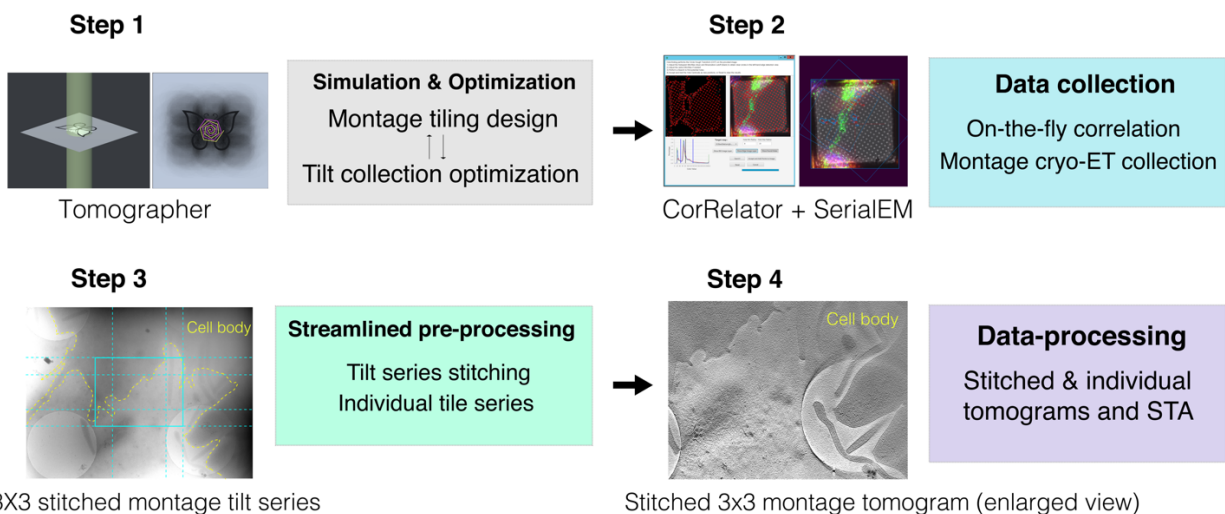 Step 1
Simulation & Optimization
Montage tiling design
Tilt collection optimization
Tomographer
Step 2
Data collection
On-the-fly correlation
Montage cryo-ET collection
CorRelator + SerialEM
Step 3
Cell body
Streamlined pre-processing
Tilt series stitching
Individual tile series
3X3 stitched montage tilt series
Step 4
Cell body
Data-processing
Stitched & individual
tomograms and STA
Stitched 3x3 montage tomogram (enlarged view)